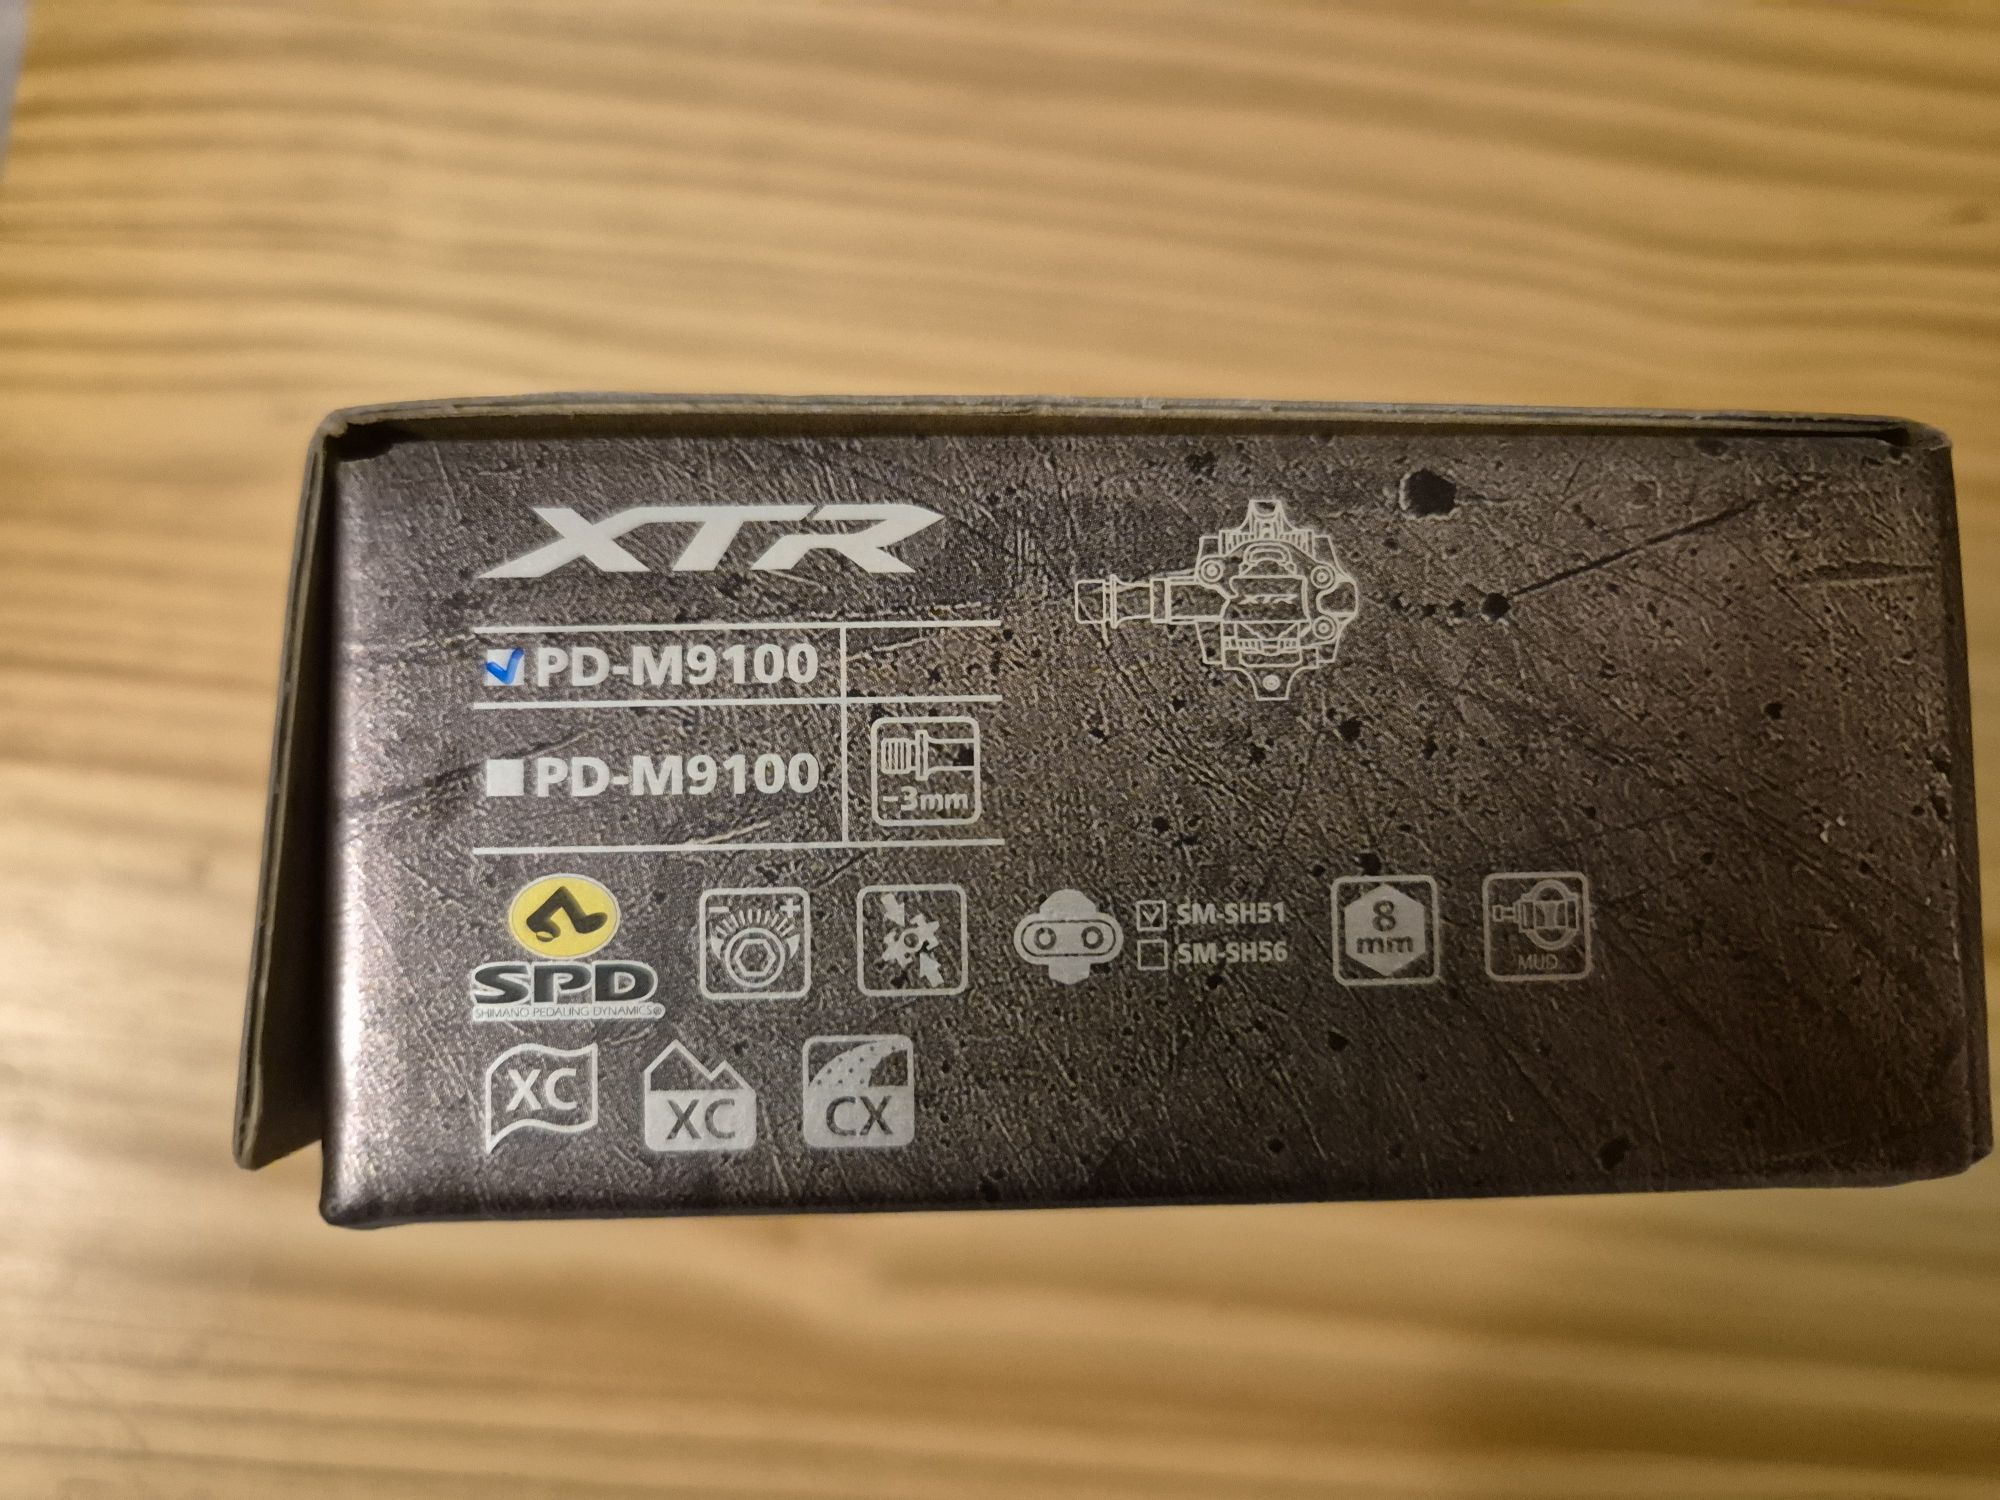 XTR
XTR
PD-M9100
PD-M9100
-3mm
- +
SPD
SHIMANO PEDALING DYNAMICS®
SM-SH51
SM-SH56
8
mm
MUD
XC
XC
CX